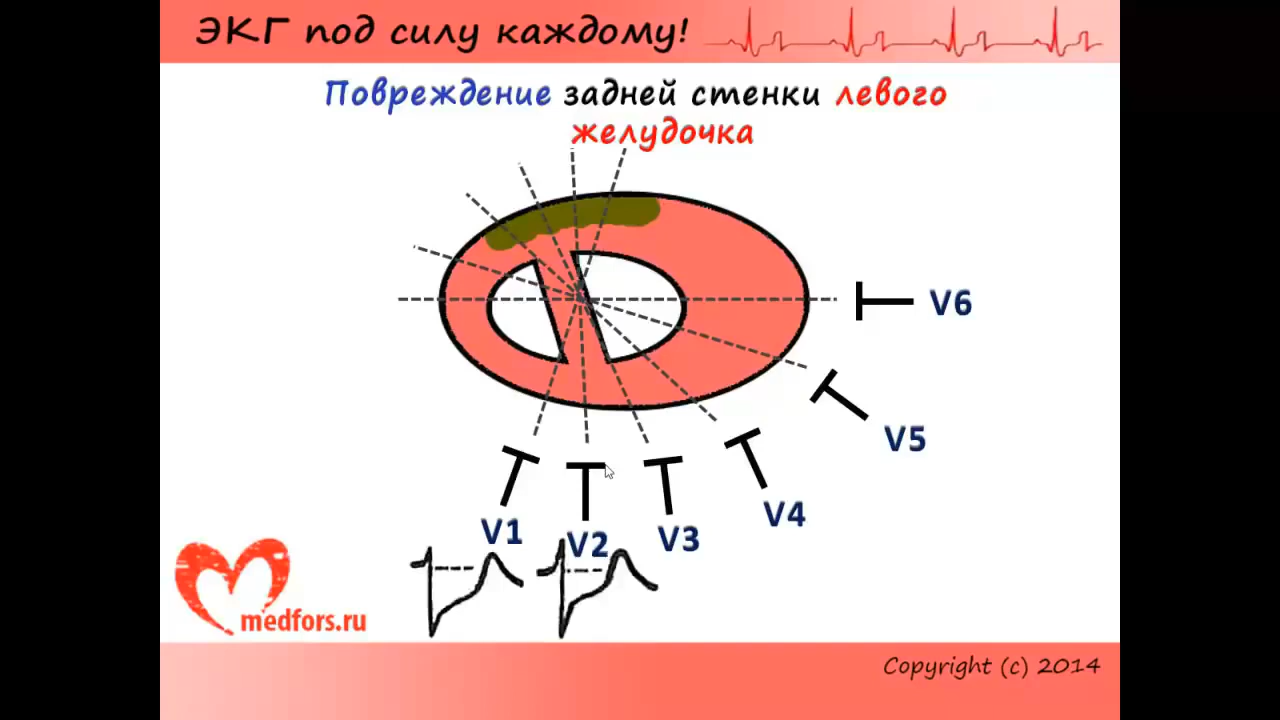 ЭКГ под силу каждому!
Повреждение задней стенки левого
желудочка
V6
V5
V4
V3
V2
V1
medfors.ru
Copyright (c) 2014